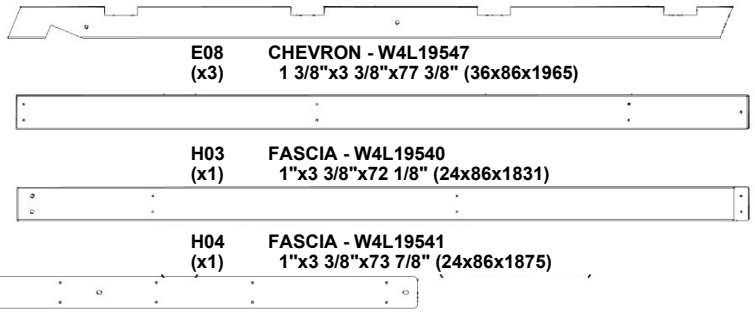 E08 CHEVRON - W4L19547
(x3) 1 3/8"x3 3/8"x77 3/8" (36x86x1965)
H03 FASCIA - W4L19540
(x1) 1"x3 3/8"x72 1/8" (24x86x1831)
H04 FASCIA - W4L19541
(x1) 1"x3 3/8"x73 7/8" (24x86x1875)